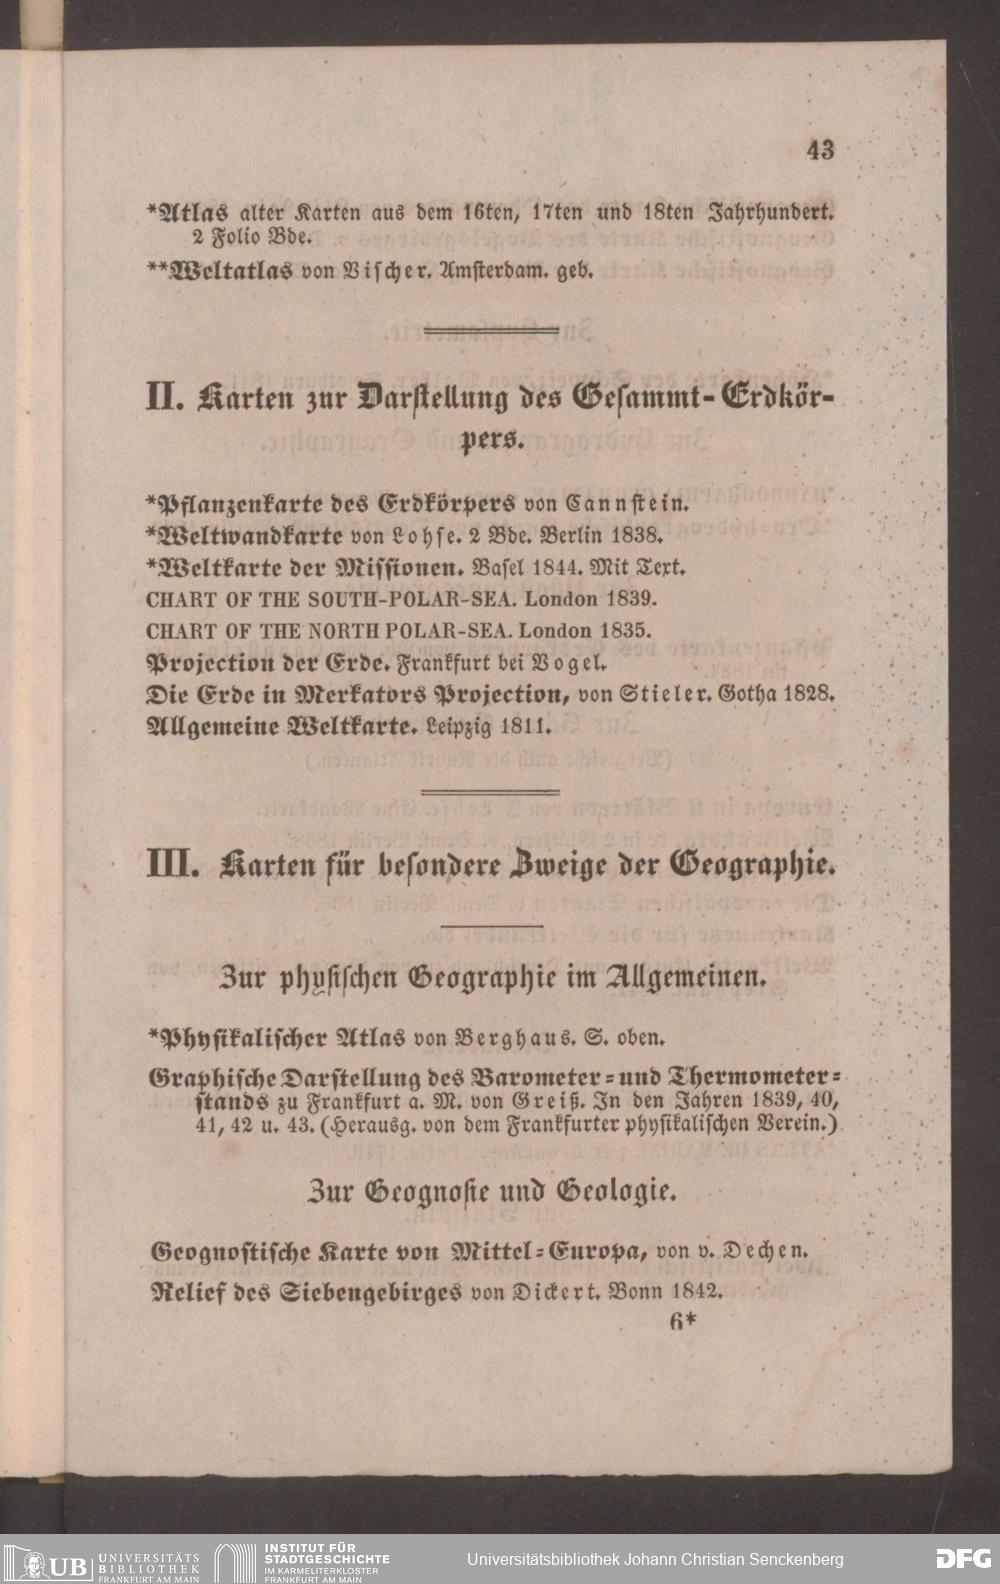 43
*Atlas alter Karten aus dem 16ten, 17ten und 18ten Jahrhundert.
2 Folio Bde.
**Weltatlas von Vischer. Amsterdam. geb.
II. Karten zur Darstellung des Gesammt-Erdkör-
pers.
*Pflanzenkarte des Erdkörpers von Cannstein.
*Weltwandkarte von Lohse. 2 Bde. Berlin 1838.
*Weltkarte der Missionen. Basel 1844. Mit Text.
CHART OF THE SOUTH-POLAR-SEA. London 1839.
CHART OF THE NORTH POLAR-SEA. London 1835.
Projection der Erde. Frankfurt bei Vogel.
Die Erde in Merkators Projection, von Stieler. Gotha 1828.
Allgemeine Weltkarte. Leipzig 1811.
III. Karten für besondere Zweige der Geographie.
Zur physischen Geographie im Allgemeinen.
*Physikalischer Atlas von Berghaus. S. oben.
Graphische Darstellung des Barometer- und Thermometer-
stands zu Frankfurt a. M. von Greiß. In den Jahren 1839, 40,
41, 42 u. 43. (Herausg. von dem Frankfurter physikalischen Verein.)
Zur Geognosie und Geologie.
Geognostische Karte von Mittel-Europa, von v. Dechen.
Relief des Siebengebirges von Dickert. Bonn 1842.
6*
UB UNIVERSITÄTS
BIBLIOTHEK
FRANKFURT AM MAIN
INSTITUT FÜR
STADTGESCHICHTE
IM KARMELITERKLOSTER
FRANKFURT AM MAIN
Universitätsbibliothek Johann Christian Senckenberg
DFG